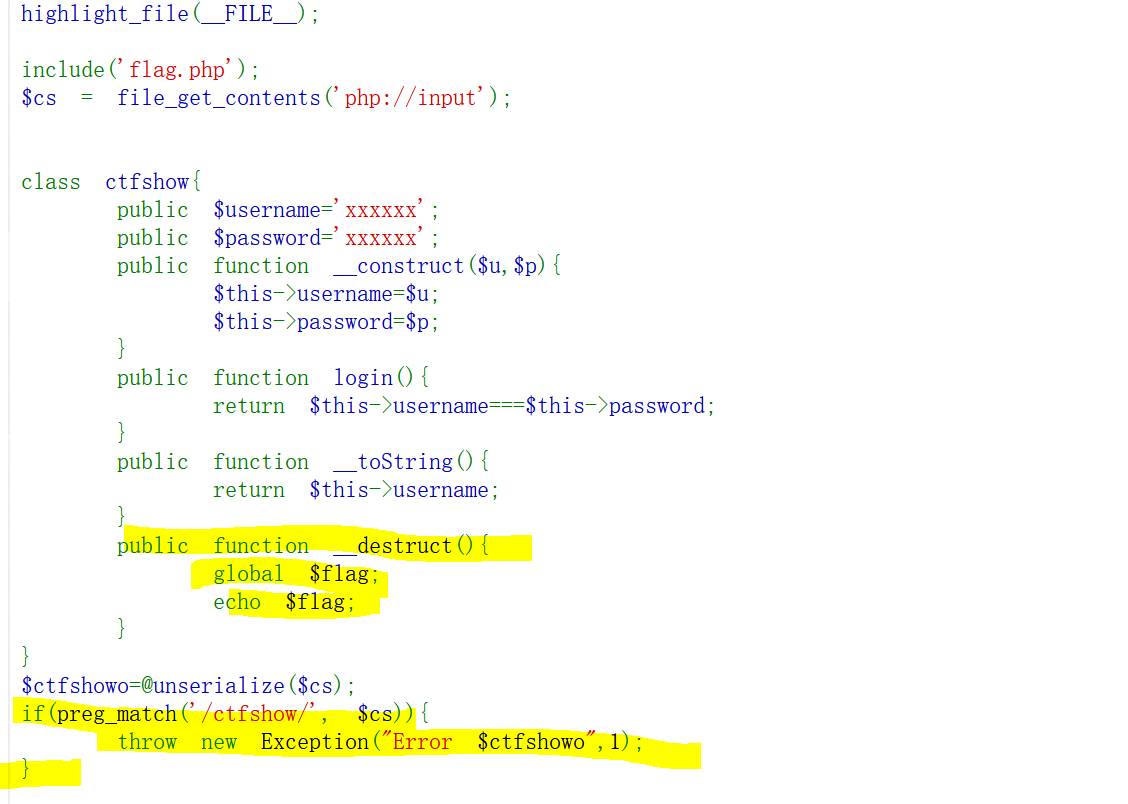 highlight_file(__FILE__);
include('flag.php');
$cs = file_get_contents('php://input');
class ctfshow{
public $username='xxxxxx';
public $password='xxxxxx';
public function __construct($u,$p){
$this->username=$u;
$this->password=$p;
}
public function login(){
return $this->username===$this->password;
}
public function __toString(){
return $this->username;
}
public function __destruct(){
global $flag;
echo $flag;
}
}
$ctfshowo=@unserialize($cs);
if(preg_match('/ctfshow/', $cs)){
throw new Exception("Error $ctfshowo",1);
}